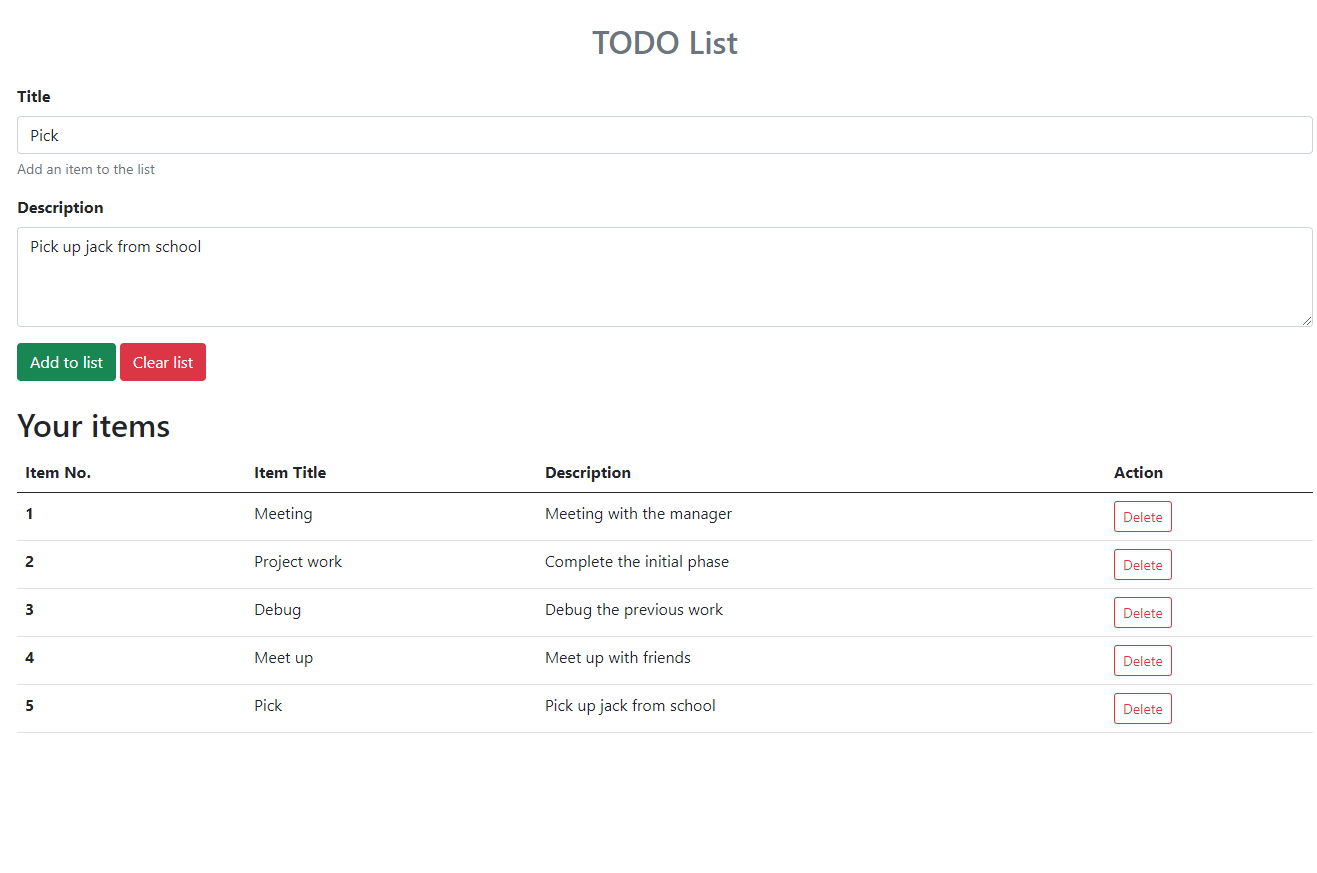 TODO List
Title
Pick
Add an item to the list
Description
Pick up jack from school
Add to list Clear list
Your items
Item No. Item Title Description Action
1 Meeting Meeting with the manager Delete
2 Project work Complete the initial phase Delete
3 Debug Debug the previous work Delete
4 Meet up Meet up with friends Delete
5 Pick Pick up jack from school Delete